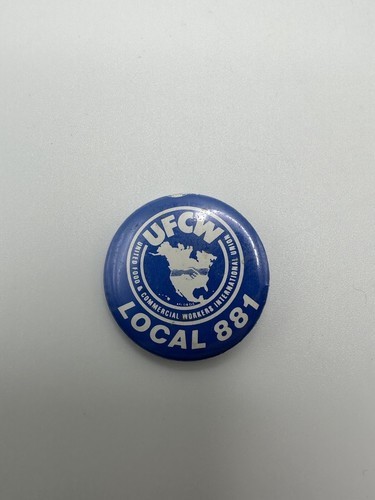 UFCW
UNITED FOOD & COMMERCIAL WORKERS INTERNATIONAL UNION
LOCAL 881